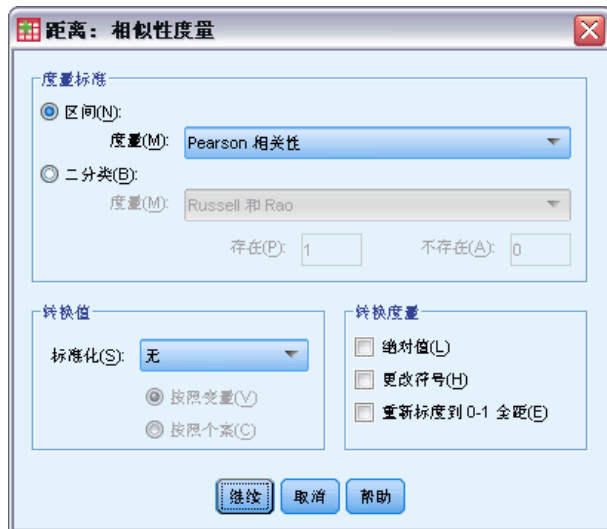 距离：相似性度量
度量标准
区间(N):
度量(M): Pearson 相关性
二分类(B):
度量(M): Russell 和 Rao
存在(P): 1 不存在(A): 0
转换值
标准化(S): 无
按照变量(V)
按照个案(C)
转换度量
绝对值(L)
更改符号(H)
重新标度到 0-1 全距(E)
继续 取消 帮助